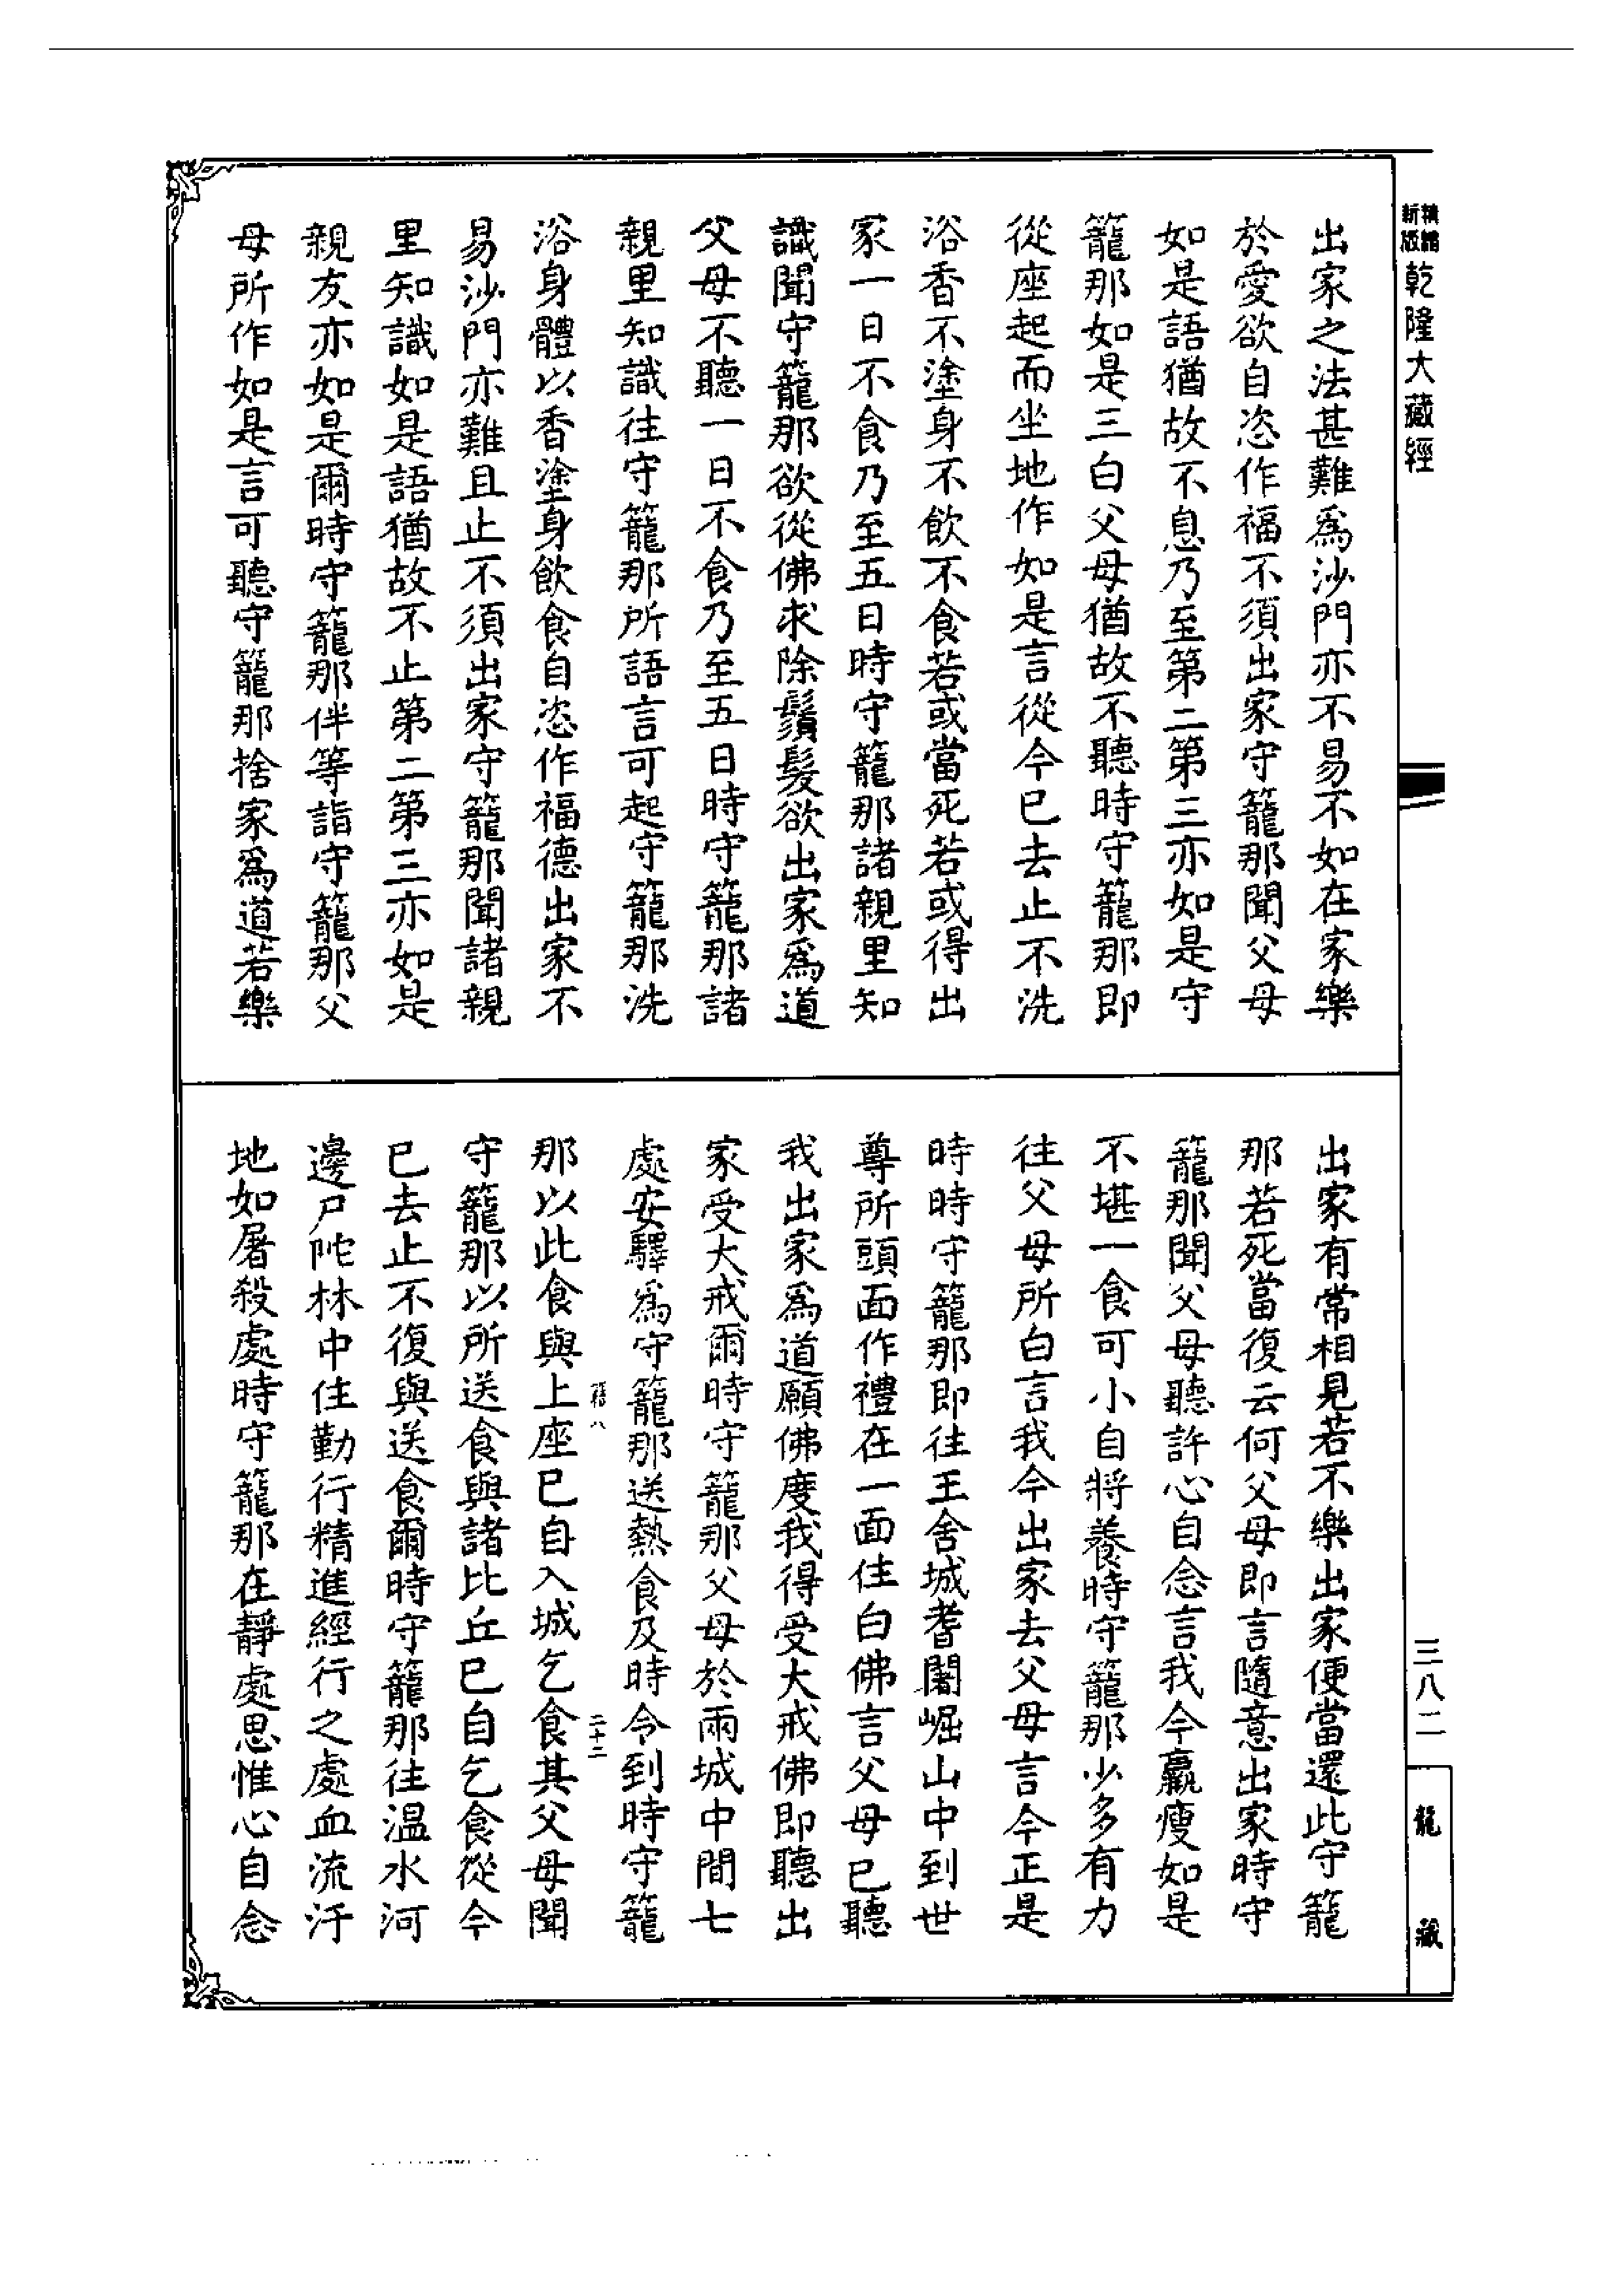 精編
新版
乾隆大藏經
出家之法甚難爲沙門亦不易不如在家樂
於愛欲自恣作福不須出家守籠那聞父母
如是語猶故不息乃至第二第三亦如是守
籠那如是三白父母猶故不聽時守籠那即
從座起而坐地作如是言從今已去止不洗
浴香不塗身不飲不食若或當死若或得出
家一日不食乃至五日時守籠那諸親里知
識聞守籠那欲從佛求除鬚髮欲出家爲道
父母不聽一日不食乃至五日時守籠那諸
親里知識往守籠那所語言可起守籠那洗
浴身體以香塗身飲食自恣作福德出家不
易沙門亦難且止不須出家守籠那聞諸親
里知識如是語猶故不止第二第三亦如是
親友亦如是爾時守籠那伴等詣守籠那父
母所作如是言可聽守籠那捨家爲道若樂
出家有常相見若不樂出家便當還此守籠
那若死當復云何父母即言隨意出家時守
籠那聞父母聽許心自念言我今羸瘦如是
不堪一食可小自將養時守籠那少多有力
往父母所白言我今出家去父母言今正是
時時守籠那即往王舍城耆闍崛山中到世
尊所頭面作禮在一面住白佛言父母已聽
我出家爲道願佛度我得受大戒佛即聽出
家受大戒爾時守籠那父母於兩城中間七
處安驛爲守籠那送熱食及時令到時守籠
那以此食與上座已自入城乞食其父母聞
守籠那以所送食與諸比丘已自乞食從今
已去止不復與送食爾時守籠那往温水河
邊尸陀林中住勤行精進經行之處血流汙
地如屠殺處時守籠那在靜處思惟心自念
八
二十二
三八二
龍藏